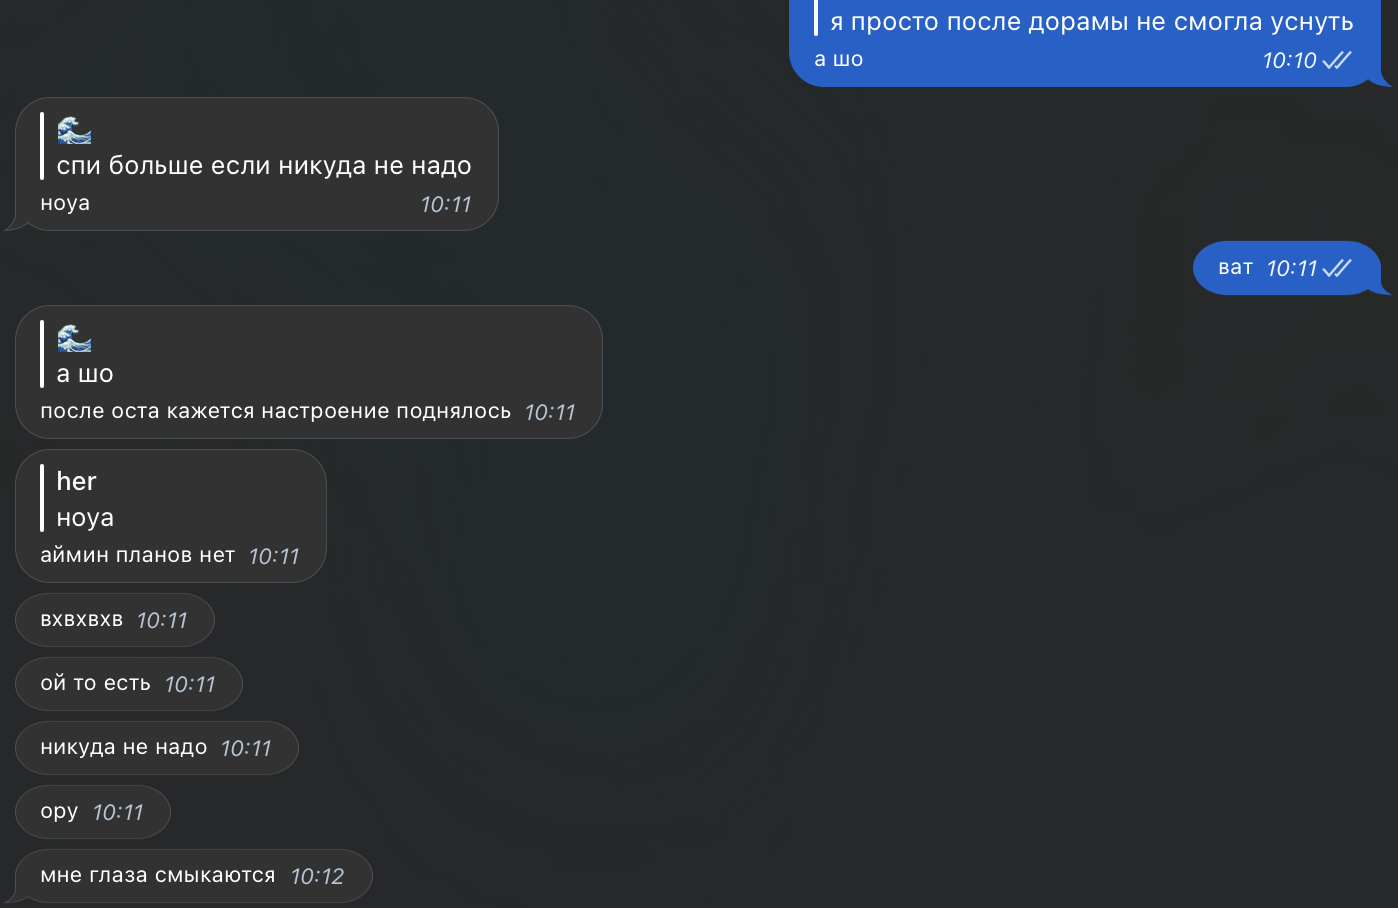 я просто после дорамы не смогла уснуть
а шо 10:10
🌊
спи больше если никуда не надо
ноуа 10:11
ват 10:11
🌊
а шо
после оста кажется настроение поднялось 10:11
her
ноуа
аймин планов нет 10:11
вхвхвхв 10:11
ой то есть 10:11
никуда не надо 10:11
ору 10:11
мне глаза смыкаются 10:12